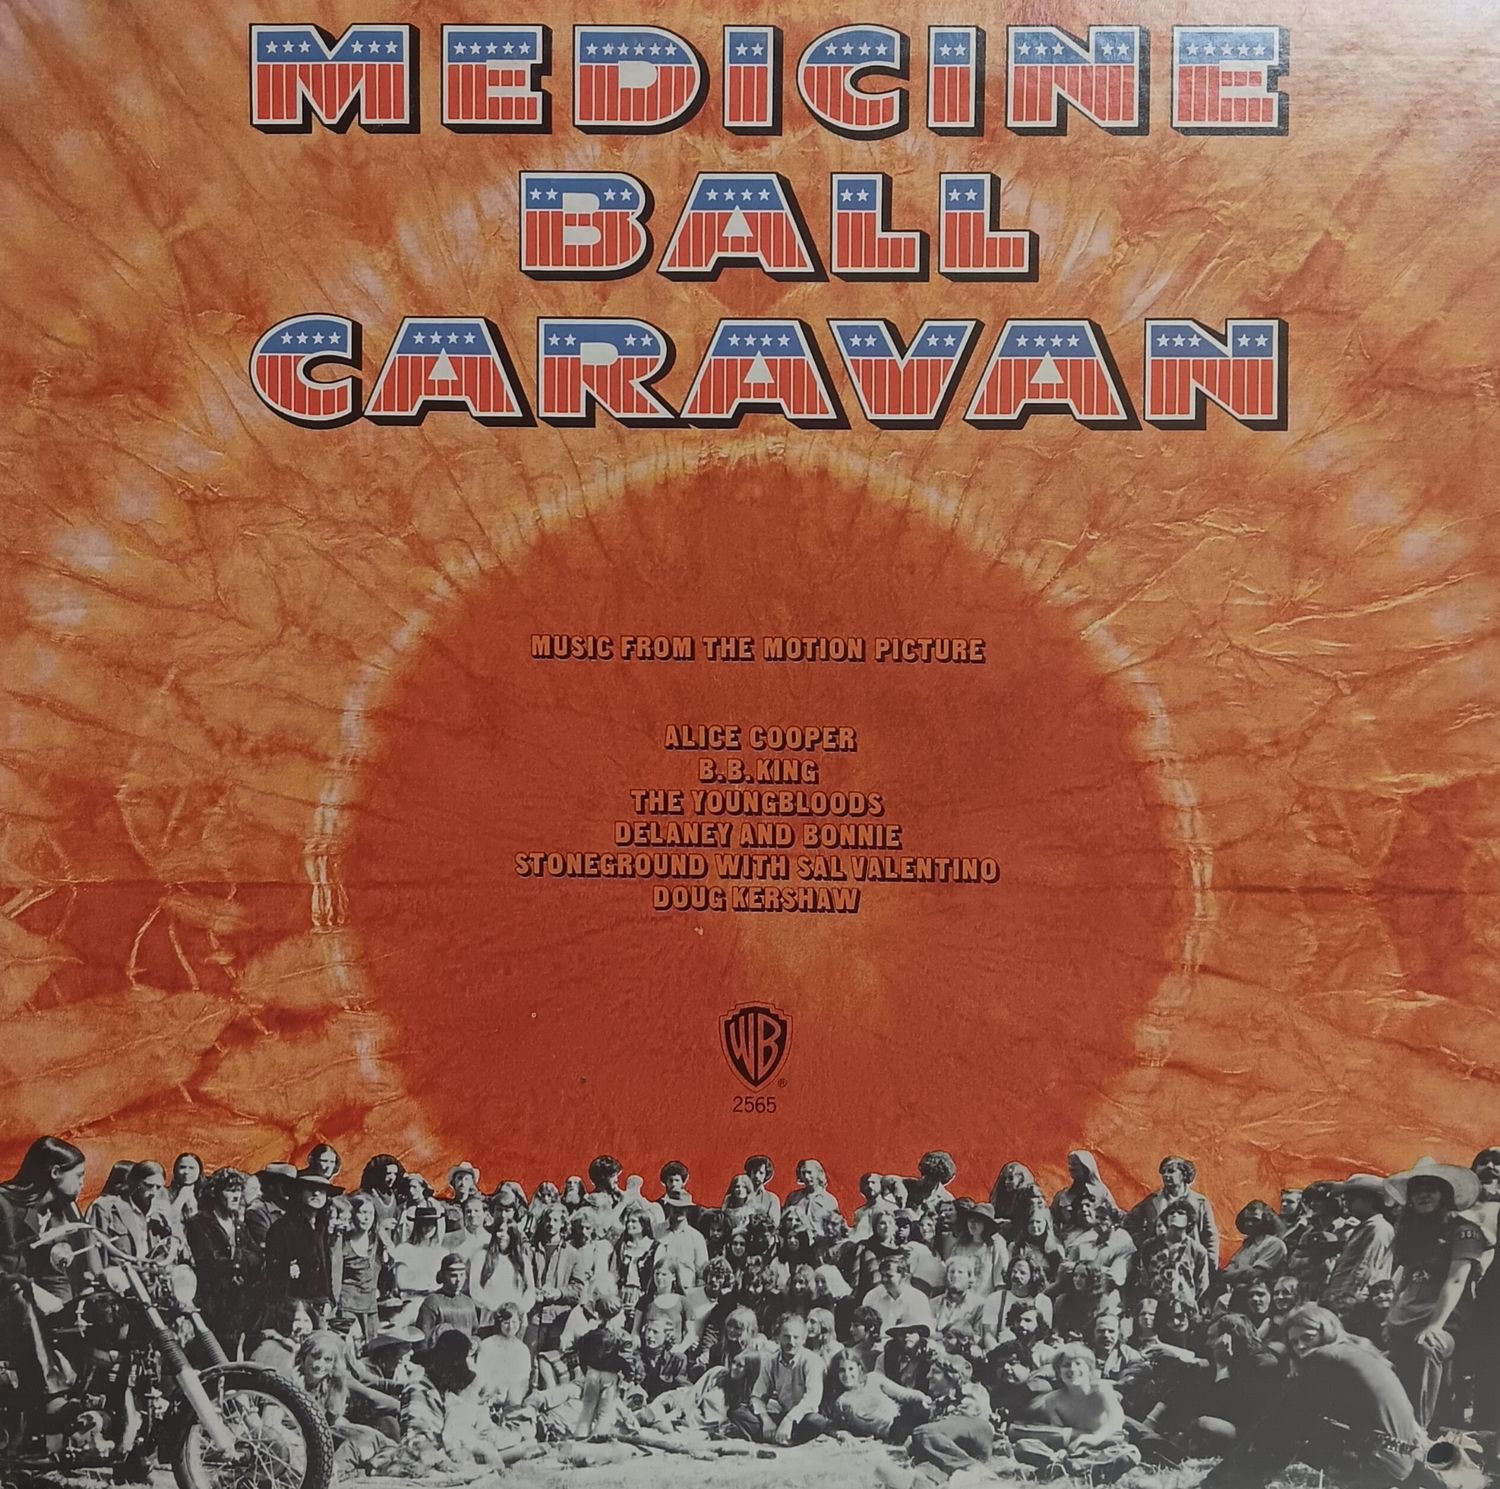 MEDICINE
BALL
CARAVAN
MUSIC FROM THE MOTION PICTURE
ALICE COOPER
B.B.KING
THE YOUNGBLOODS
DELANEY AND BONNIE
STONEGROUND WITH SAL VALENTINO
DOUG KERSHAW
WB®
2565